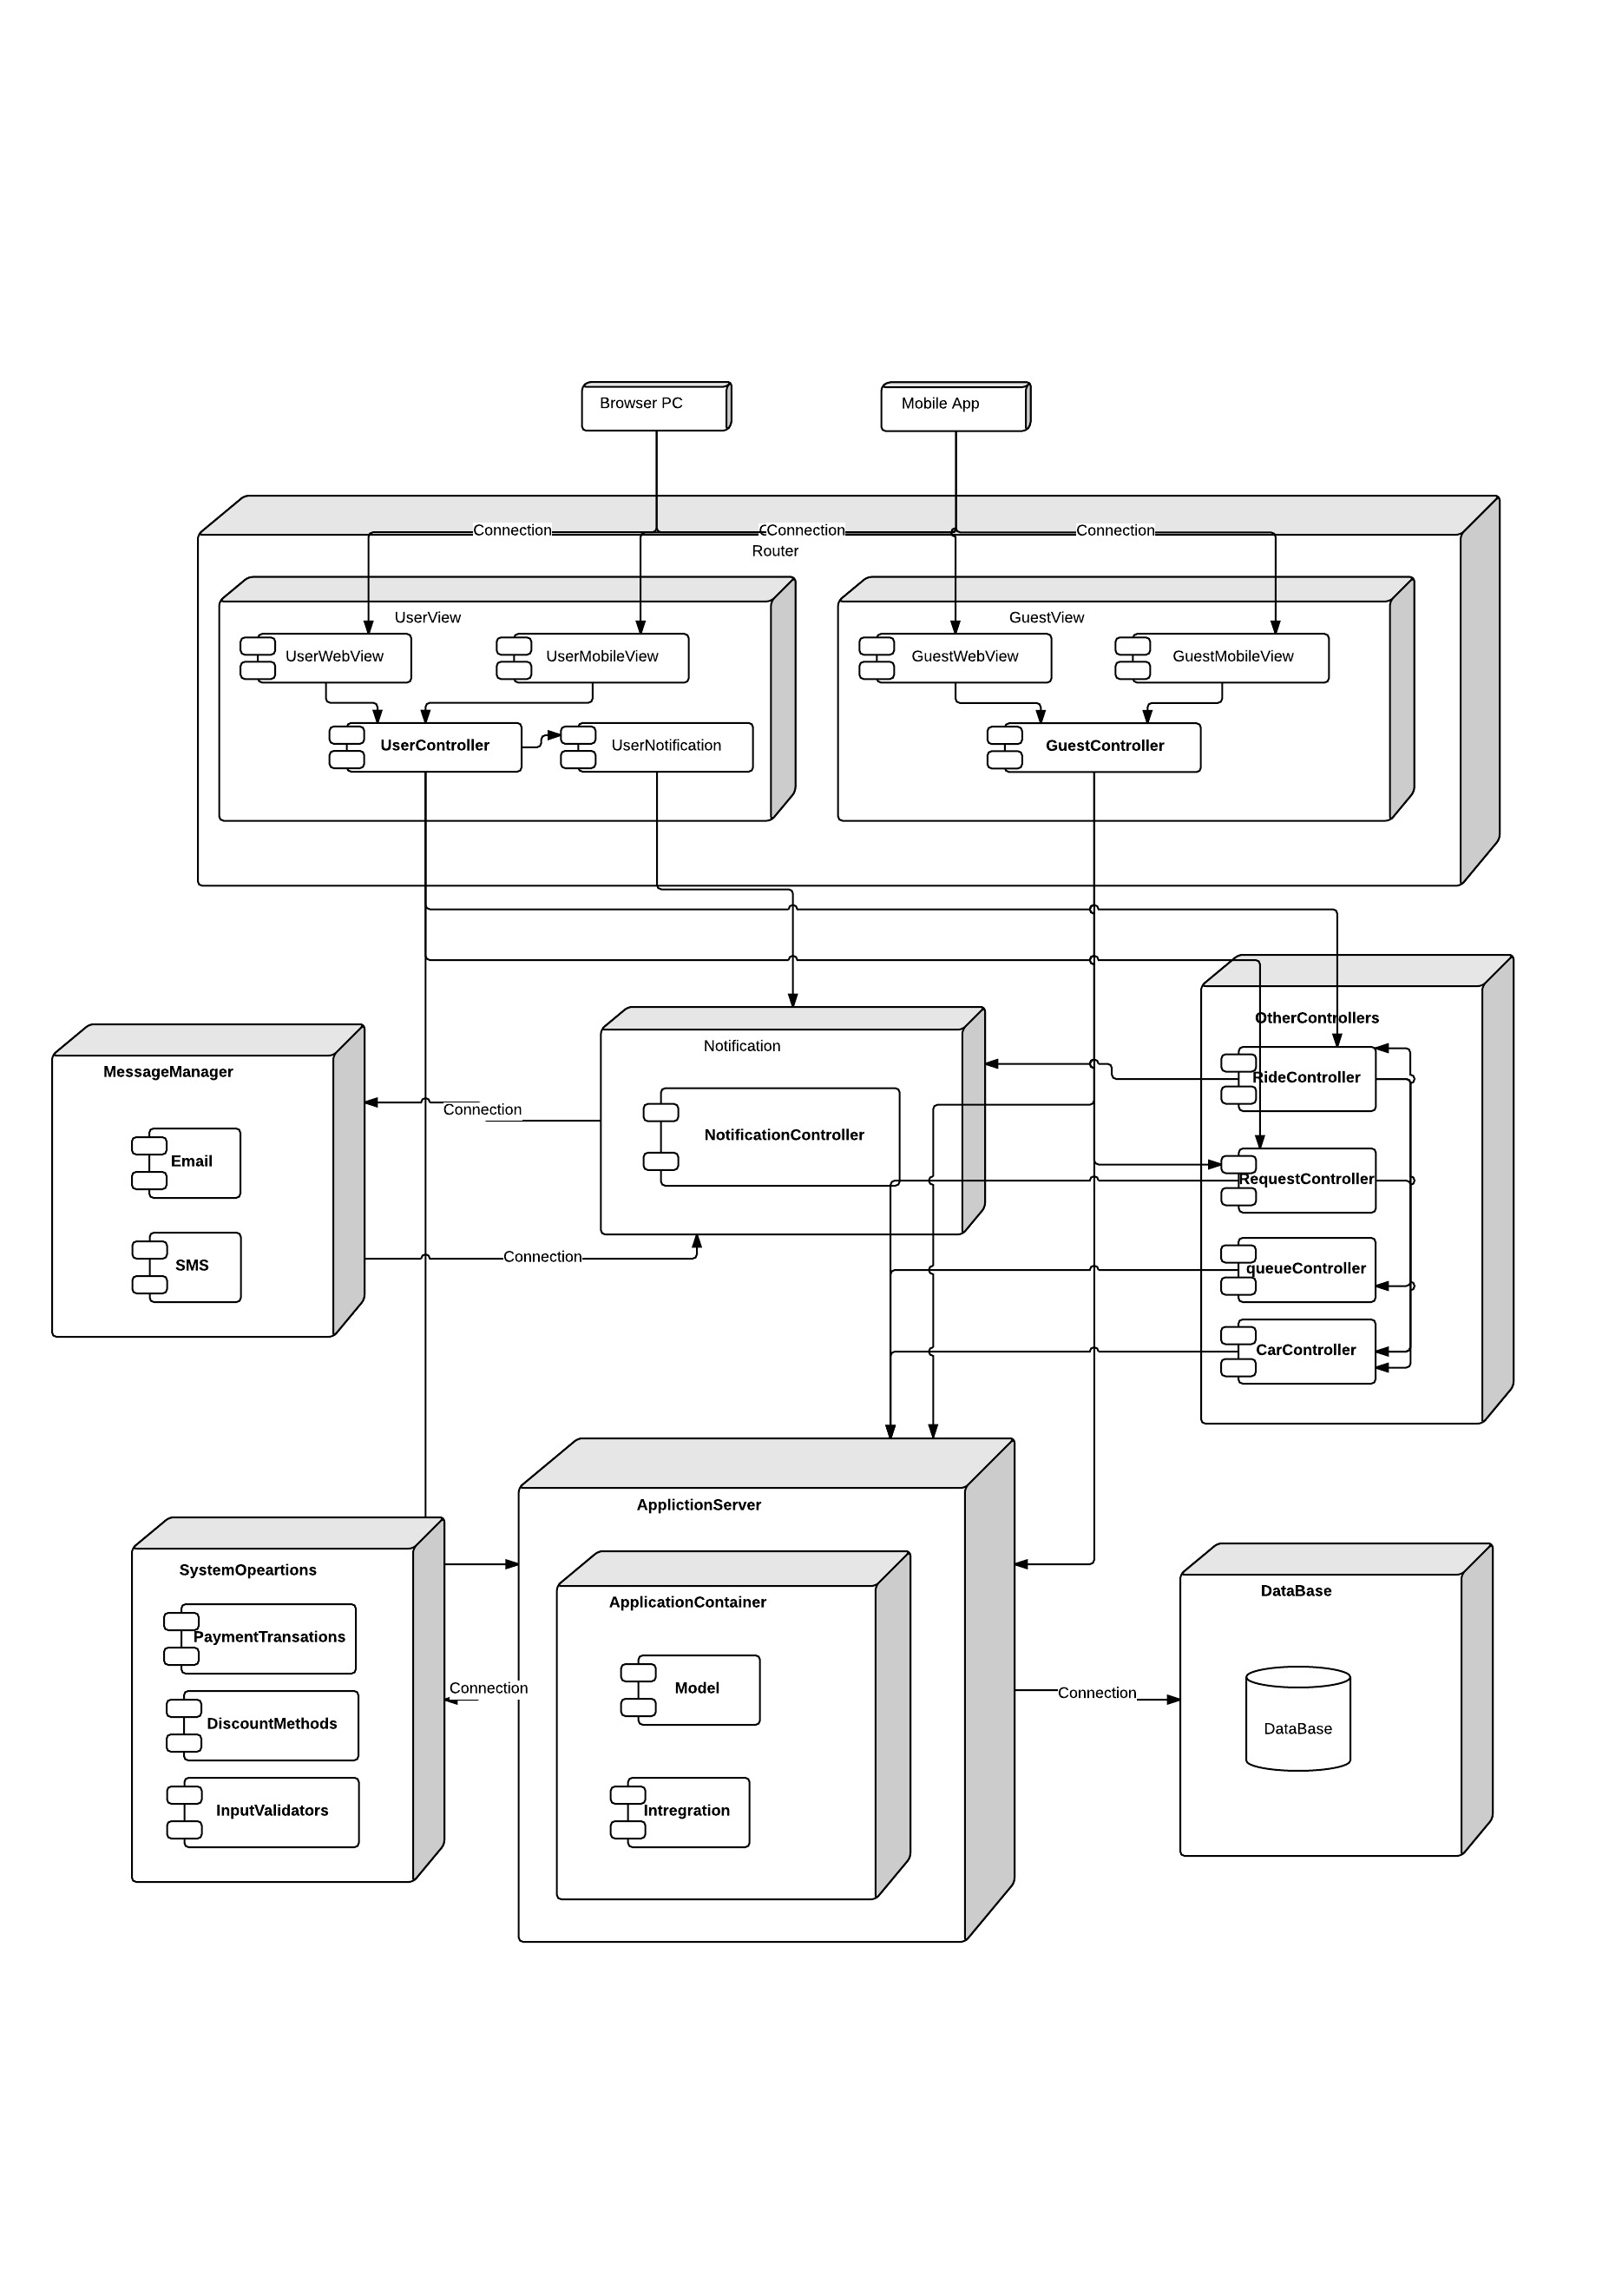 Browser PC
Mobile App
Connection
Connection
Connection
Router
UserView
GuestView
UserWebView
UserMobileView
GuestWebView
GuestMobileView
UserController
UserNotification
GuestController
OtherControllers
Notification
MessageManager
RideController
Connection
NotificationController
Email
RequestController
Connection
SMS
queueController
CarController
ApplictionServer
SystemOpeartions
DataBase
ApplicationContainer
PaymentTransations
Connection
Model
Connection
DiscountMethods
DataBase
InputValidators
Intregration